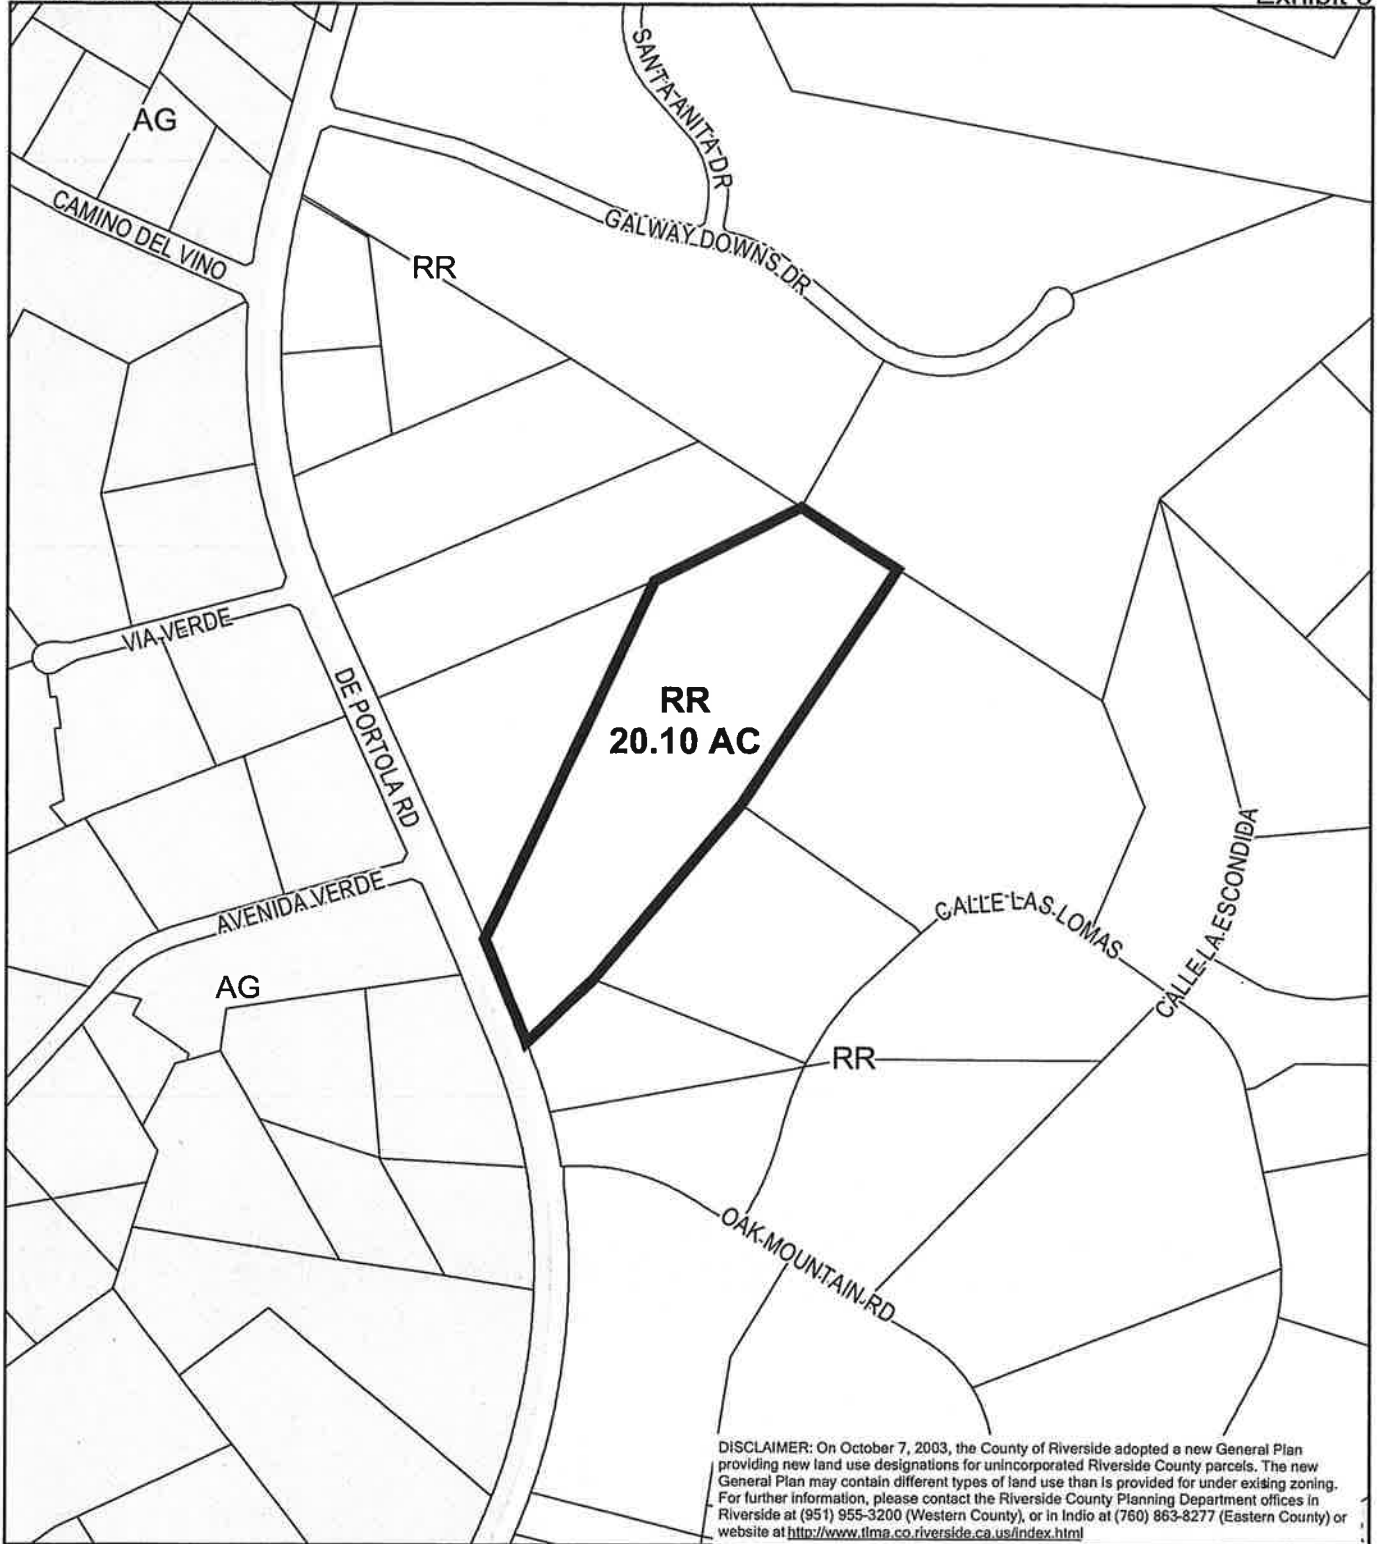 Exhibit
SANTA ANITA DR
AG
CAMINO DEL VINO
GALWAY DOWNS DR
RR
VIA VERDE
DE PORTOLA RD
RR
20.10 AC
CALLE LA ESCONDIDA
AVENIDA VERDE
CALLE LAS LOMAS
AG
RR
OAK MOUNTAIN RD
DISCLAIMER: On October 7, 2003, the County of Riverside adopted a new General Plan
providing new land use designations for unincorporated Riverside County parcels. The new
General Plan may contain different types of land use than is provided for under existing zoning.
For further information, please contact the Riverside County Planning Department offices in
Riverside at (951) 955-3200 (Western County), or in Indio at (760) 863-8277 (Eastern County) or
website at http://www.tlma.co.riverside.ca.us/index.html